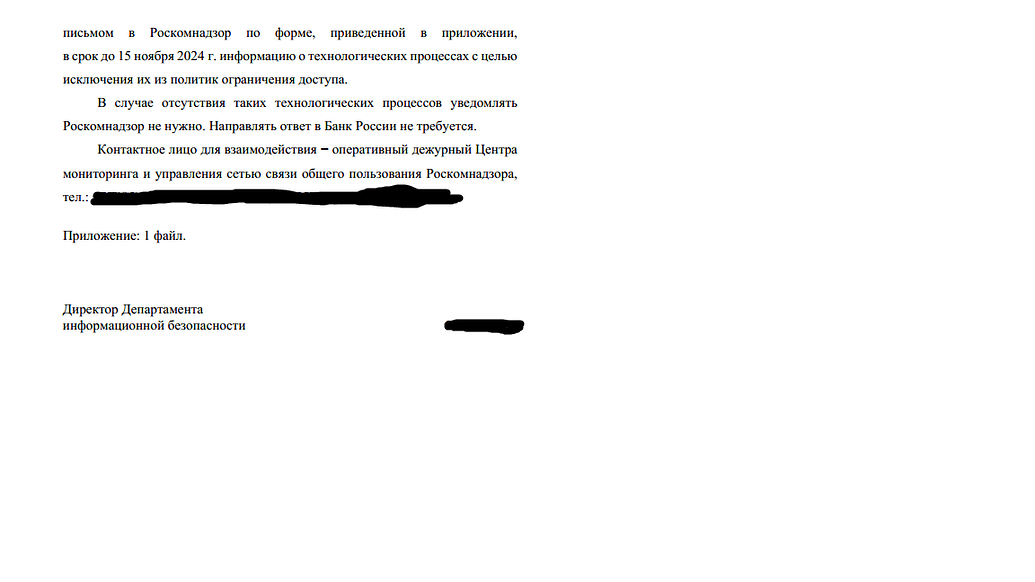 письмом в Роскомнадзор по форме, приведенной в приложении,
в срок до 15 ноября 2024 г. информацию о технологических процессах с целью
исключения их из политик ограничения доступа.
В случае отсутствия таких технологических процессов уведомлять
Роскомнадзор не нужно. Направлять ответ в Банк России не требуется.
Контактное лицо для взаимодействия – оперативный дежурный Центра
мониторинга и управления сетью связи общего пользования Роскомнадзора,
тел.:
Приложение: 1 файл.
Директор Департамента
информационной безопасности